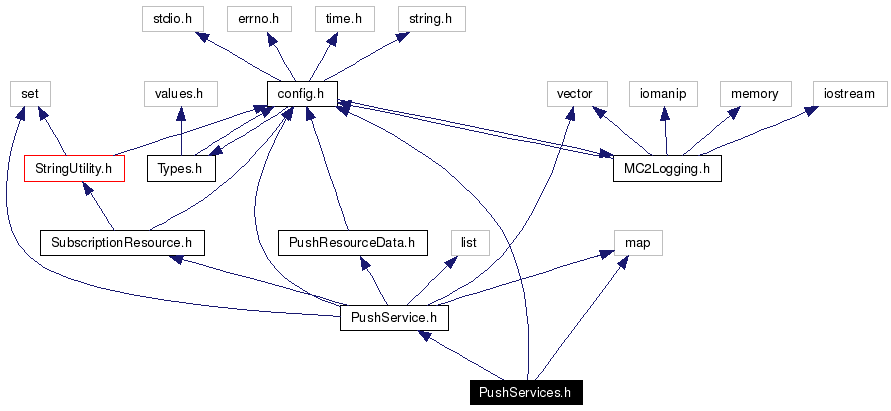 stdio.h
errno.h
time.h
string.h
set
values.h
config.h
vector
iomanip
memory
iostream
StringUtility.h
Types.h
MC2Logging.h
SubscriptionResource.h
PushResourceData.h
list
map
PushService.h
PushServices.h